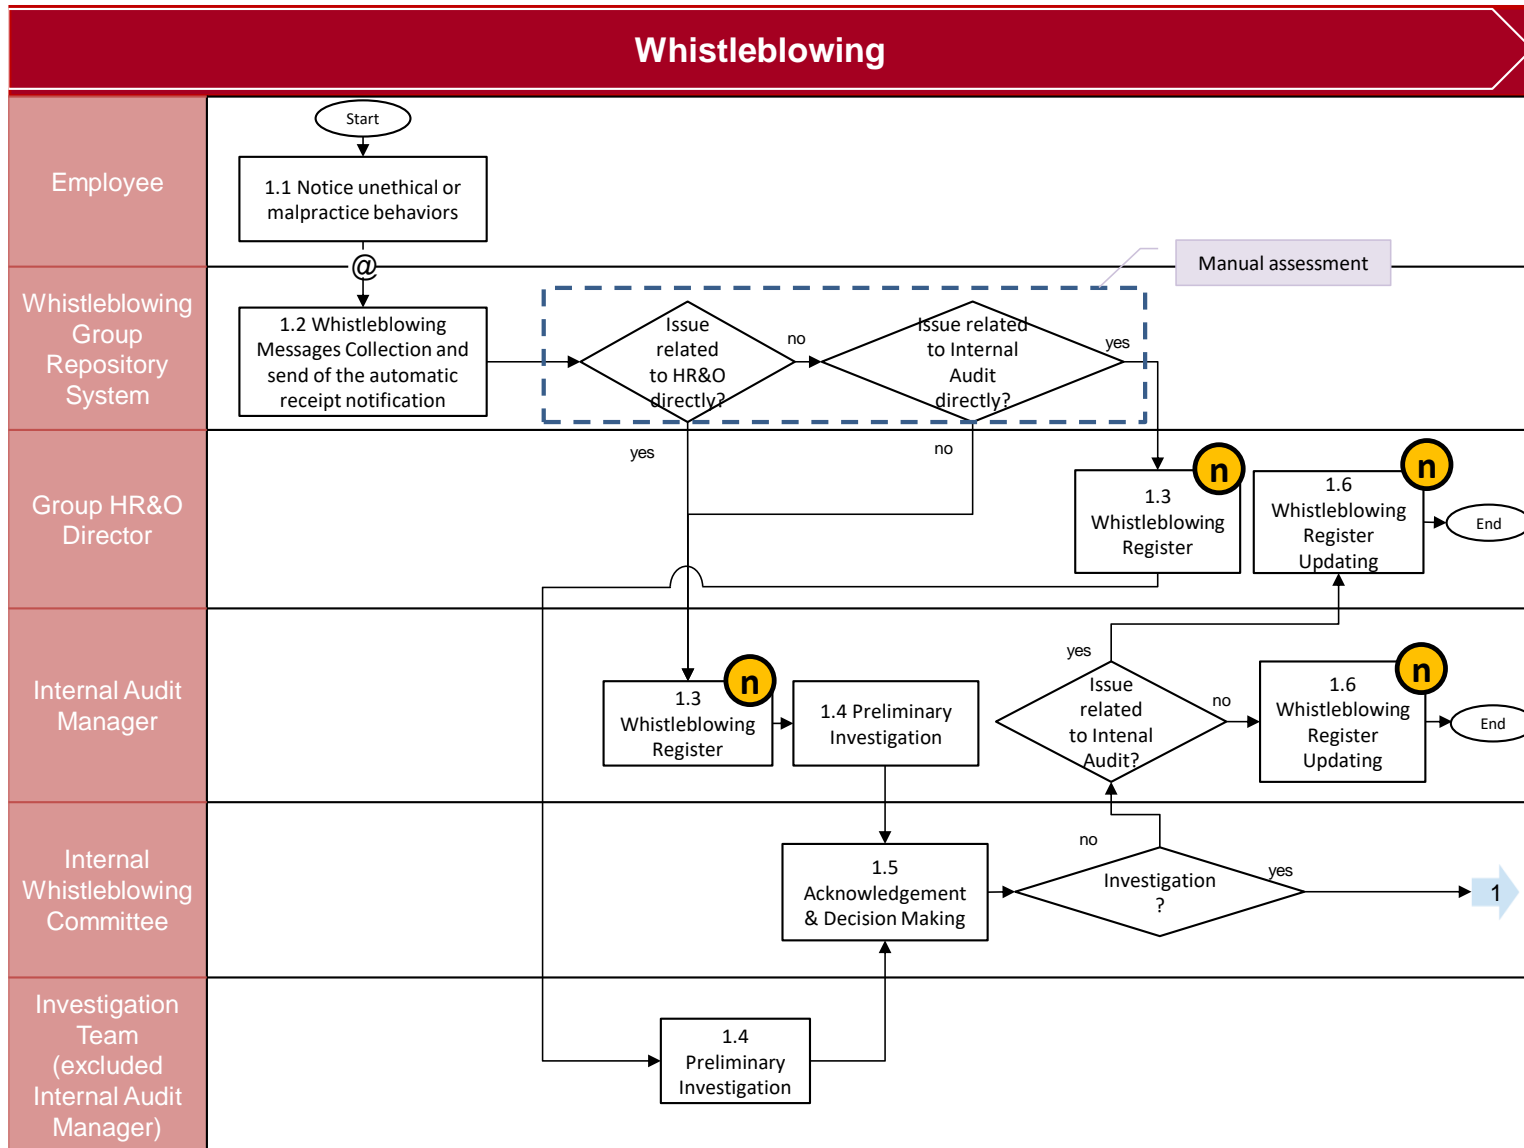 Whistleblowing
Employee
Start
1.1 Notice unethical or
malpractice behaviors
@
Manual assessment
Whistleblowing
Group
Repository
System
1.2 Whistleblowing
Messages Collection and
send of the automatic
receipt notification
Issue
related
to HR&O
directly?
no
Issue related
to Internal
Audit
directly?
yes
yes
no
Group HR&O
Director
n
1.3
Whistleblowing
Register
n
1.6
Whistleblowing
Register
Updating
End
Internal Audit
Manager
n
1.3
Whistleblowing
Register
1.4 Preliminary
Investigation
yes
Issue
related
to Intenal
Audit?
no
n
1.6
Whistleblowing
Register
Updating
End
Internal
Whistleblowing
Committee
1.5
Acknowledgement
& Decision Making
no
Investigation
?
yes
1
Investigation
Team
(excluded
Internal Audit
Manager)
1.4
Preliminary
Investigation